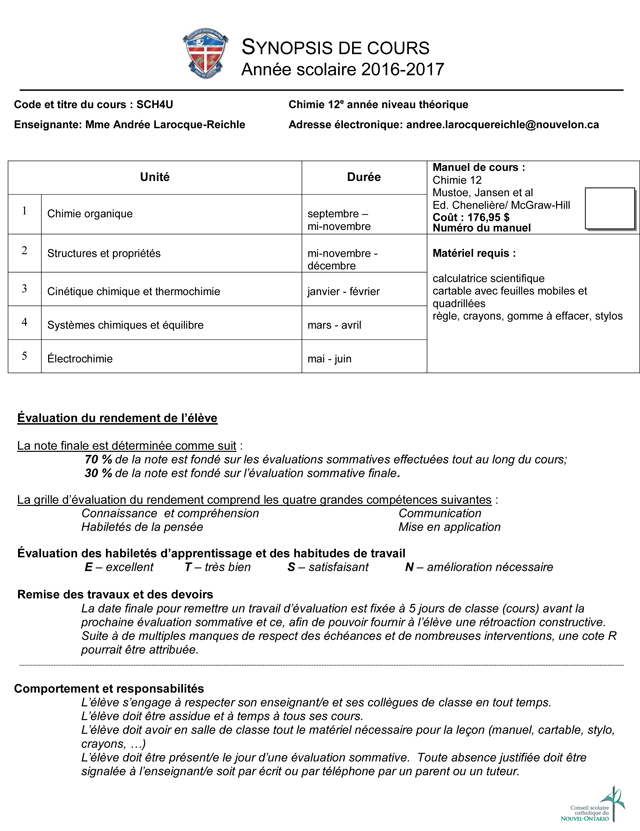 SYNOPSIS DE COURS
Année scolaire 2016-2017
Code et titre du cours : SCH4U
Chimie 12e année niveau théorique
Enseignante: Mme Andrée Larocque-Reichle
Adresse électronique: andree.larocquereichle@nouvelon.ca
Unité
Durée
Manuel de cours :
Chimie 12
Mustoe, Jansen et al
Ed. Chenelière/ McGraw-Hill
Coût : 176,95 $
Numéro du manuel
1
Chimie organique
septembre –
mi-novembre
2
Structures et propriétés
mi-novembre -
décembre
Matériel requis :
calculatrice scientifique
cartable avec feuilles mobiles et
quadrillées
règle, crayons, gomme à effacer, stylos
3
Cinétique chimique et thermochimie
janvier - février
4
Systèmes chimiques et équilibre
mars - avril
5
Électrochimie
mai - juin
Évaluation du rendement de l’élève
La note finale est déterminée comme suit :
70 % de la note est fondé sur les évaluations sommatives effectuées tout au long du cours;
30 % de la note est fondé sur l’évaluation sommative finale.
La grille d’évaluation du rendement comprend les quatre grandes compétences suivantes :
Connaissance et compréhension
Communication
Habiletés de la pensée
Mise en application
Évaluation des habiletés d’apprentissage et des habitudes de travail
E – excellent T – très bien S – satisfaisant N – amélioration nécessaire
Remise des travaux et des devoirs
La date finale pour remettre un travail d’évaluation est fixée à 5 jours de classe (cours) avant la
prochaine évaluation sommative et ce, afin de pouvoir fournir à l’élève une rétroaction constructive.
Suite à de multiples manques de respect des échéances et de nombreuses interventions, une cote R
pourrait être attribuée.
Comportement et responsabilités
L’élève s’engage à respecter son enseignant/e et ses collègues de classe en tout temps.
L’élève doit être assidue et à temps à tous ses cours.
L’élève doit avoir en salle de classe tout le matériel nécessaire pour la leçon (manuel, cartable, stylo,
crayons, …)
L’élève doit être présent/e le jour d’une évaluation sommative. Toute absence justifiée doit être
signalée à l’enseignant/e soit par écrit ou par téléphone par un parent ou un tuteur.
Conseil scolaire
catholique du
NOUVEL-ONTARIO